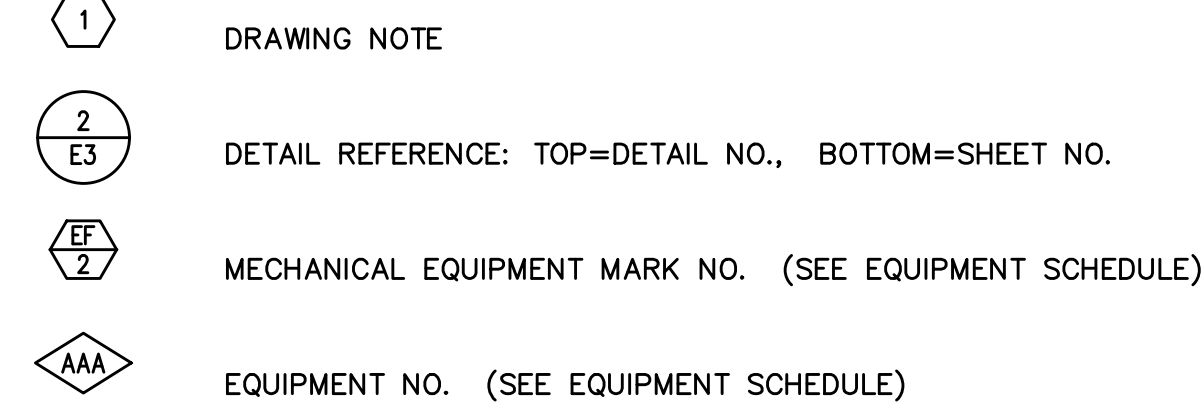 1
DRAWING NOTE
2
E3
DETAIL REFERENCE: TOP=DETAIL NO., BOTTOM=SHEET NO.
EF
2
MECHANICAL EQUIPMENT MARK NO. (SEE EQUIPMENT SCHEDULE)
AAA
EQUIPMENT NO. (SEE EQUIPMENT SCHEDULE)